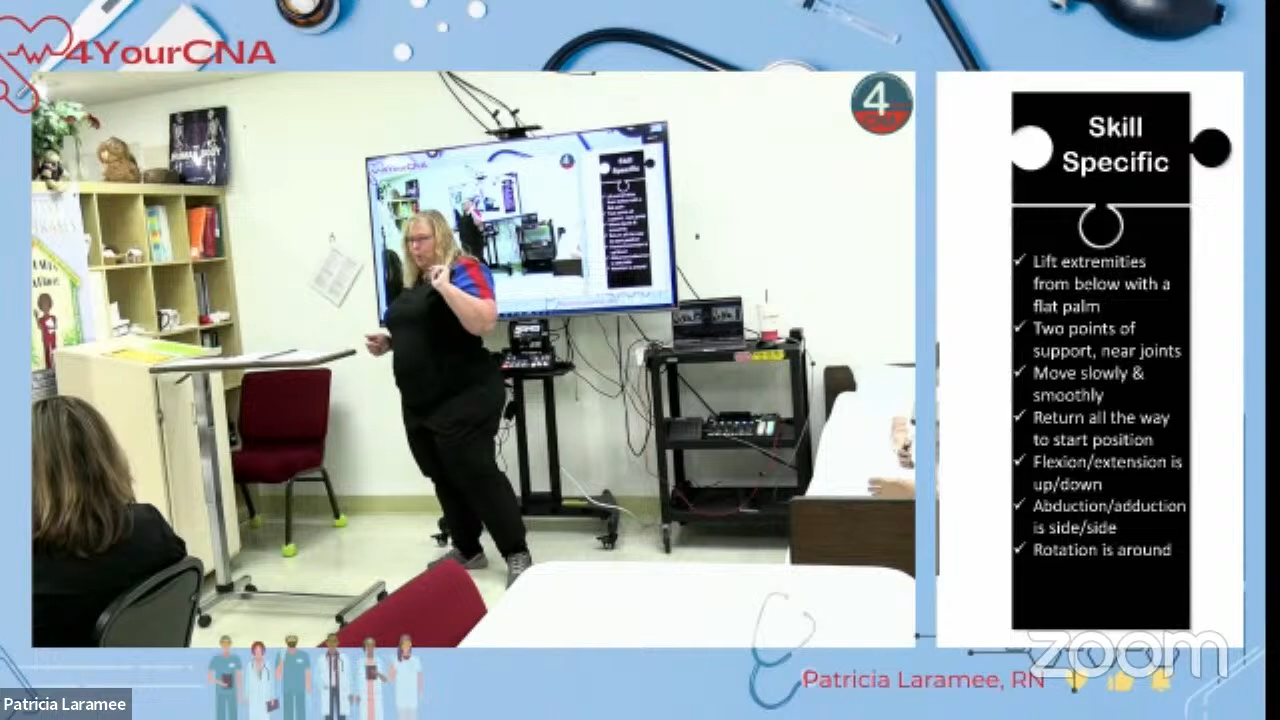 4YourCNA
4
CNA
Skill
Specific
✓ Lift extremities
from below with a
flat palm
✓ Two points of
support, near joints
✓ Move slowly &
smoothly
✓ Return all the way
to start position
✓ Flexion/extension is
up/down
✓ Abduction/adduction
is side/side
✓ Rotation is around
zoom
Patricia Laramee, RN
Patricia Laramee